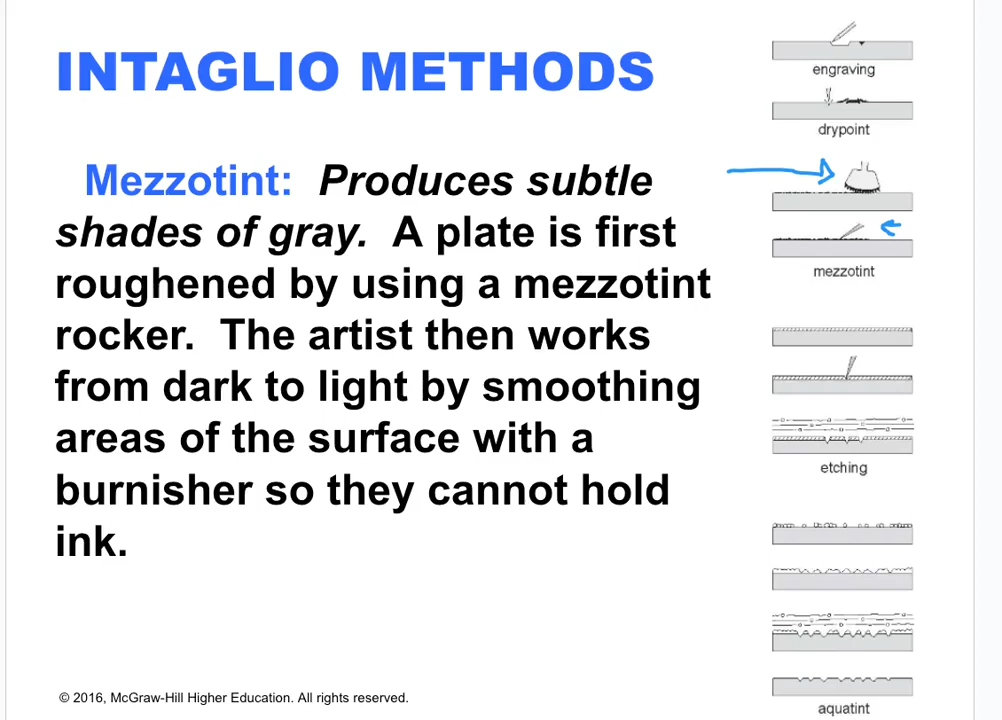 INTAGLIO METHODS
Mezzotint: Produces subtle
shades of gray. A plate is first
roughened by using a mezzotint
rocker. The artist then works
from dark to light by smoothing
areas of the surface with a
burnisher so they cannot hold
ink.
© 2016, McGraw-Hill Higher Education. All rights reserved.
engraving
drypoint
mezzotint
etching
aquatint